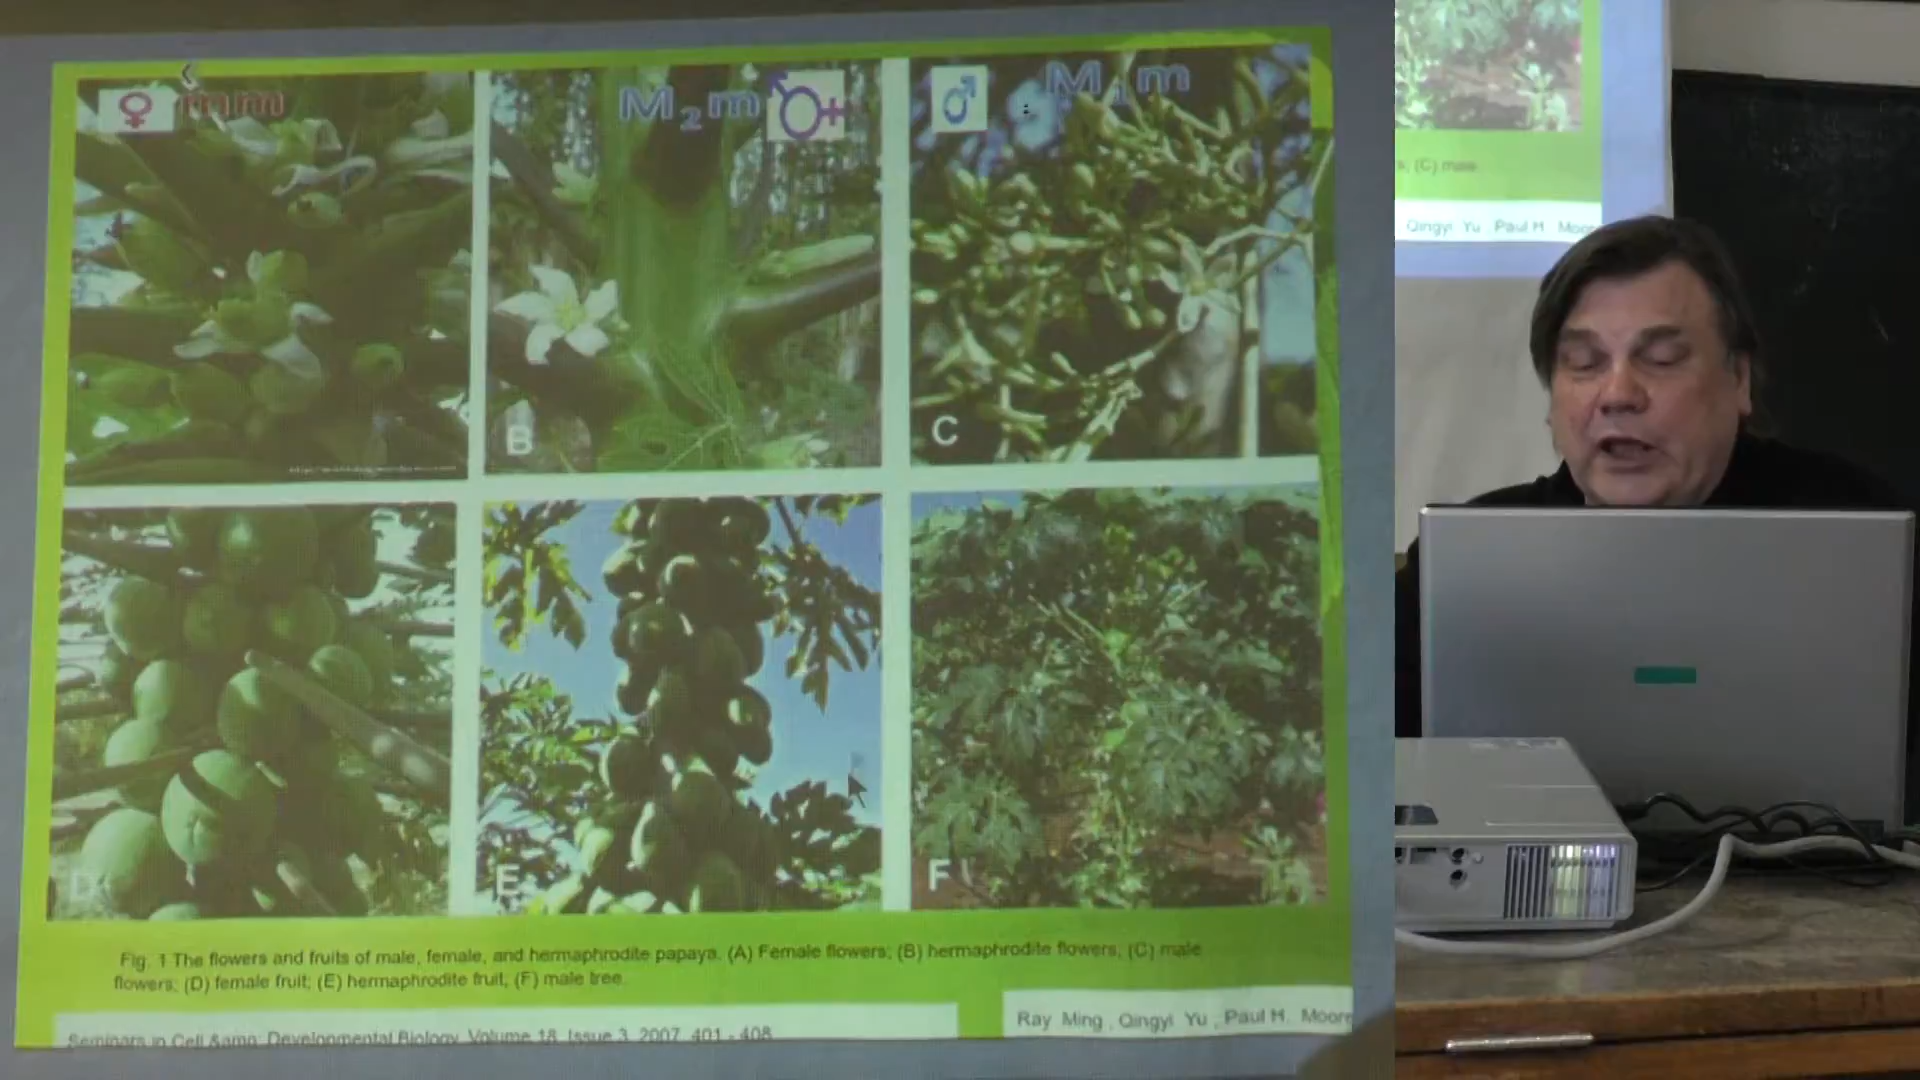 ♀ mm
M₂m
M₁m
B
C
D
E
F
Fig. 1 The flowers and fruits of male, female, and hermaphrodite papaya. (A) Female flowers; (B) hermaphrodite flowers; (C) male
flowers; (D) female fruit; (E) hermaphrodite fruit; (F) male tree.
Seminars in Cell &amp; Developmental Biology, Volume 18, Issue 3, 2007, 401 - 408
Ray Ming , Qingyi Yu , Paul H. Moore
s; (C) male
Qingyi Yu , Paul H. Moo